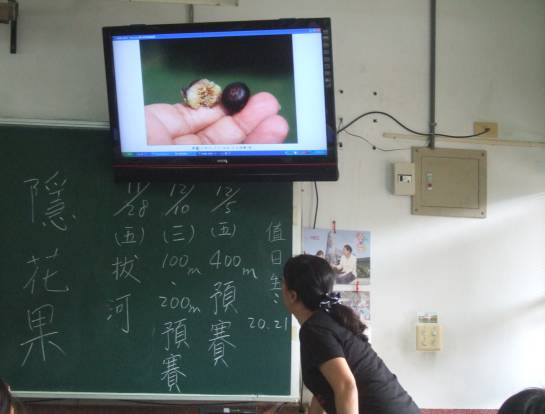 值日生: 20.21
12/5 (五) 400m 預賽
12/10 (三) 100m、200m 預賽
11/28 (五) 拔河
隱花果